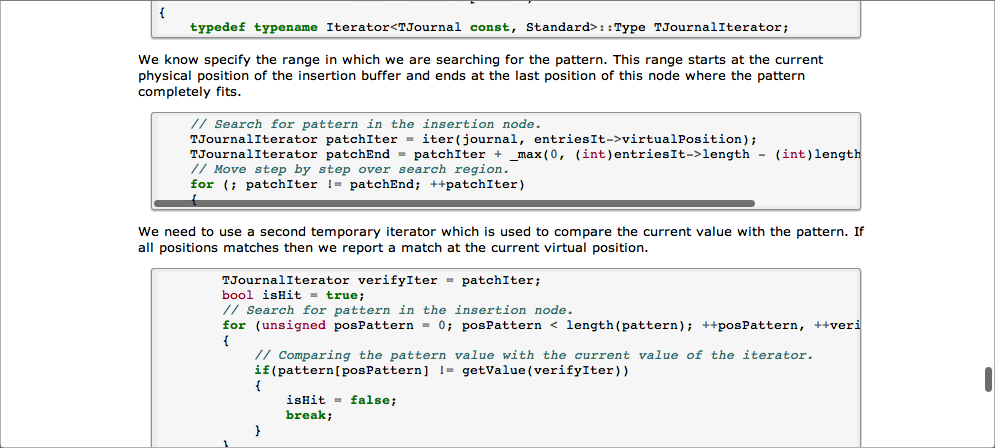 {
typedef typename Iterator<TJournal const, Standard>::Type TJournalIterator;
We know specify the range in which we are searching for the pattern. This range starts at the current
physical position of the insertion buffer and ends at the last position of this node where the pattern
completely fits.
// Search for pattern in the insertion node.
TJournalIterator patchIter = iter(journal, entriesIt->virtualPosition);
TJournalIterator patchEnd = patchIter + _max(0, (int)entriesIt->length - (int)length
// Move step by step over search region.
for (; patchIter != patchEnd; ++patchIter)
{
We need to use a second temporary iterator which is used to compare the current value with the pattern. If
all positions matches then we report a match at the current virtual position.
TJournalIterator verifyIter = patchIter;
bool isHit = true;
// Search for pattern in the insertion node.
for (unsigned posPattern = 0; posPattern < length(pattern); ++posPattern, ++veri
{
// Comparing the pattern value with the current value of the iterator.
if(pattern[posPattern] != getValue(verifyIter))
{
isHit = false;
break;
}
}